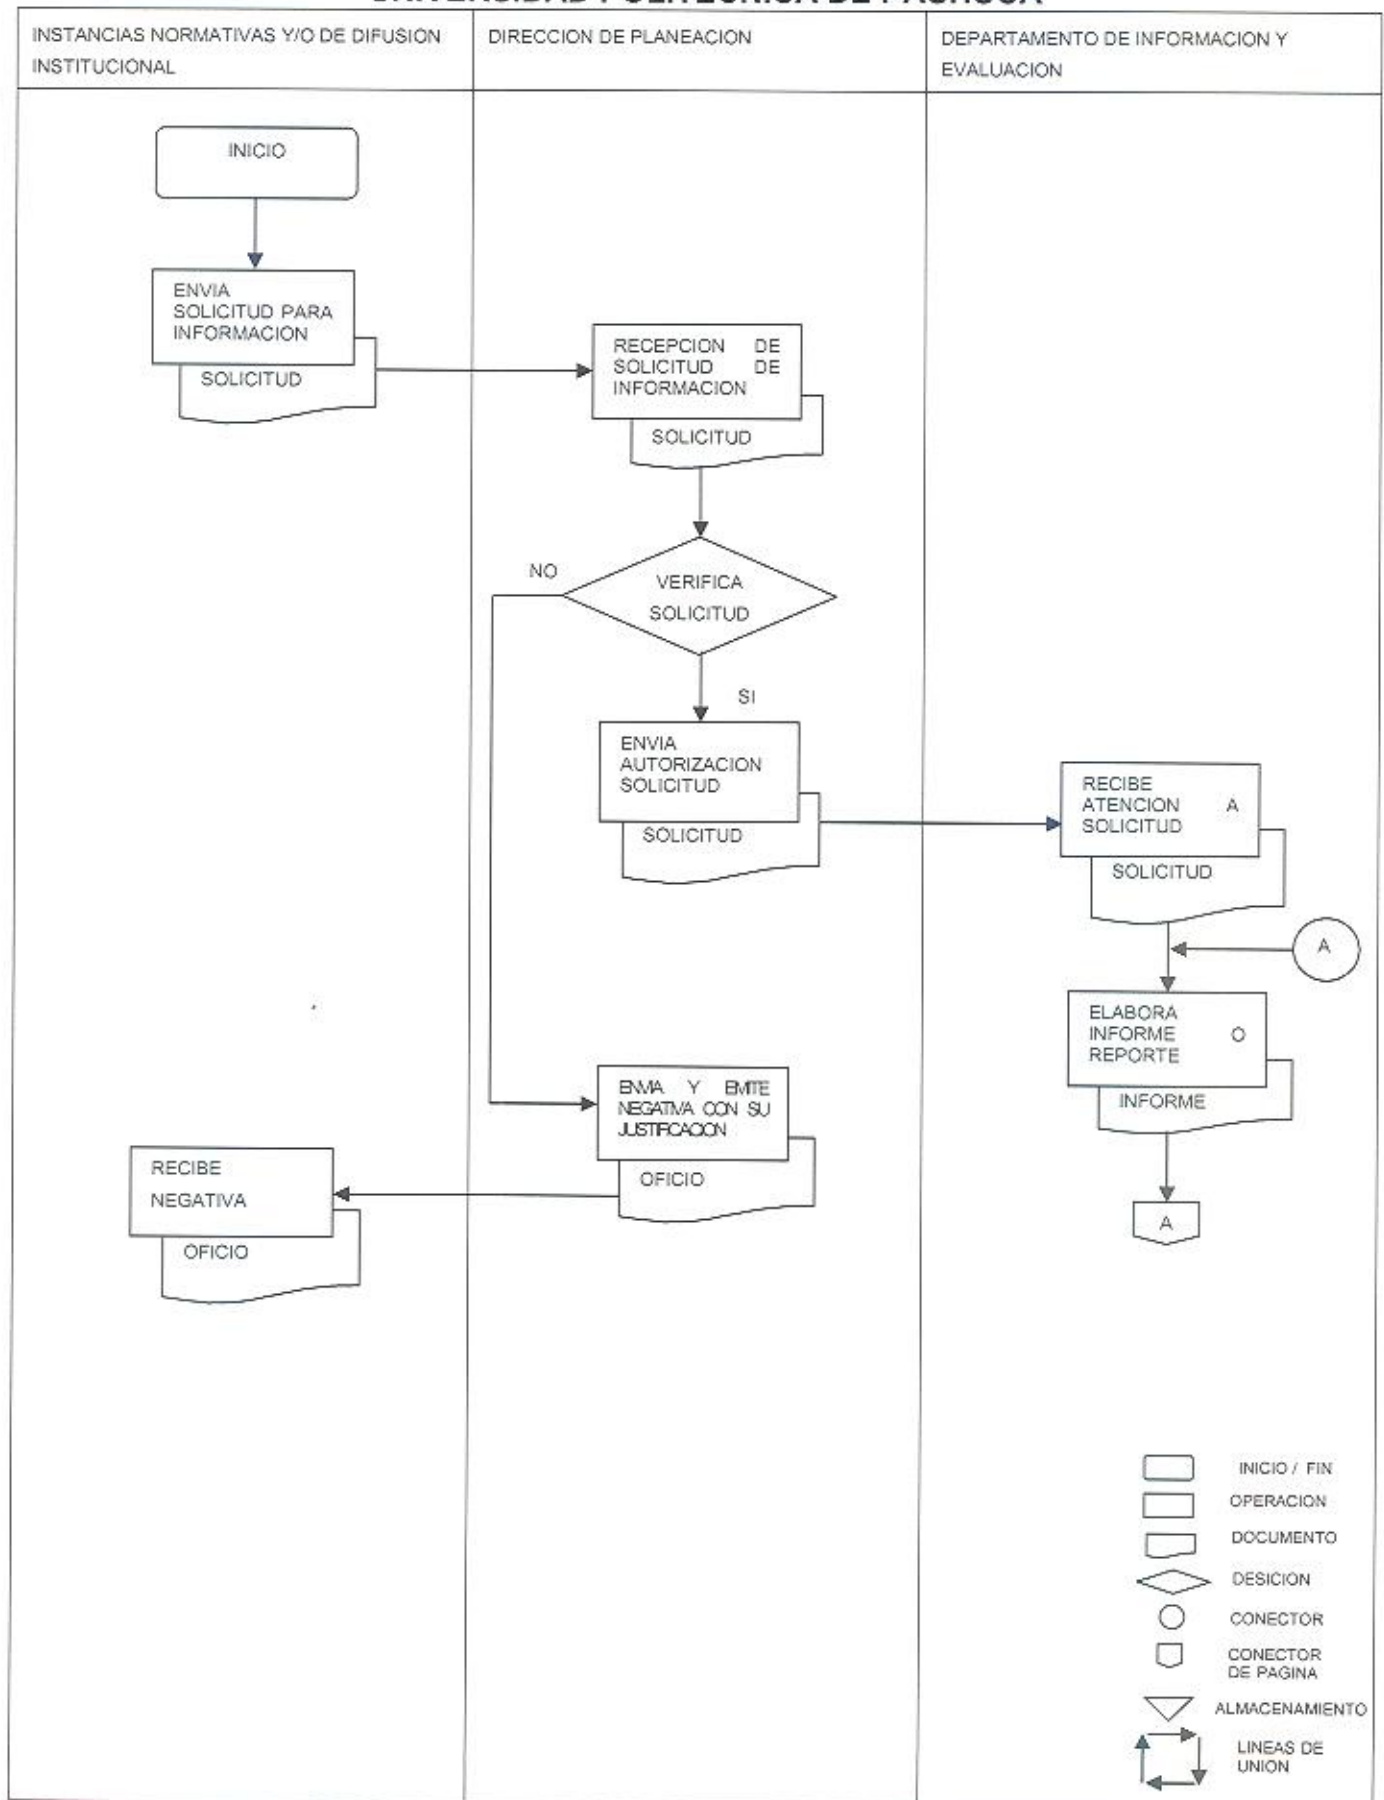 INSTANCIAS NORMATIVAS Y/O DE DIFUSION
INSTITUCIONAL
DIRECCION DE PLANEACION
DEPARTAMENTO DE INFORMACION Y
EVALUACION
INICIO
ENVIA
SOLICITUD PARA
INFORMACION
SOLICITUD
RECEPCION DE
SOLICITUD DE
INFORMACION
SOLICITUD
VERIFICA
SOLICITUD
NO
SI
ENVIA
AUTORIZACION
SOLICITUD
SOLICITUD
RECIBE
ATENCION A
SOLICITUD
SOLICITUD
A
ELABORA
INFORME O
REPORTE
INFORME
A
ENVIA Y EMITE
NEGATIVA CON SU
JUSTIFICACION
OFICIO
RECIBE
NEGATIVA
OFICIO
INICIO / FIN
OPERACION
DOCUMENTO
DESICION
CONECTOR
CONECTOR
DE PAGINA
ALMACENAMIENTO
LINEAS DE
UNION